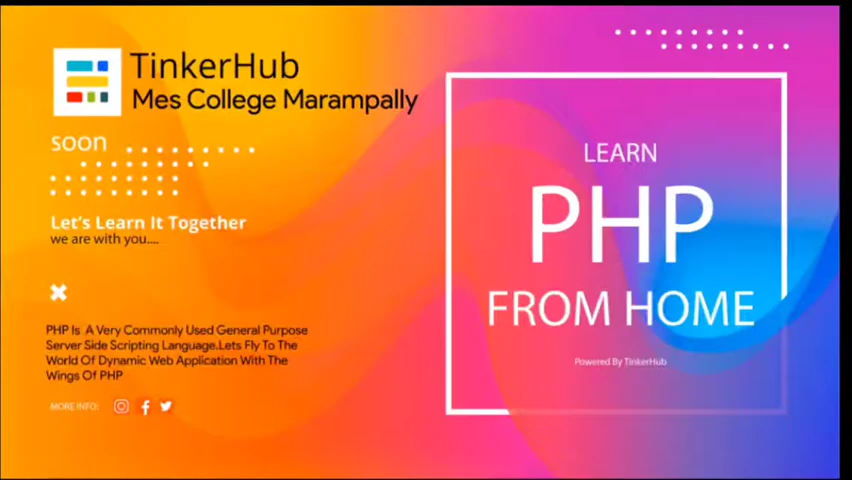 TinkerHub
Mes College Marampally
soon
Let's Learn It Together
we are with you....
PHP Is A Very Commonly Used General Purpose
Server Side Scripting Language.Lets Fly To The
World Of Dynamic Web Application With The
Wings Of PHP
MORE INFO:
LEARN
PHP
FROM HOME
Powered By TinkerHub